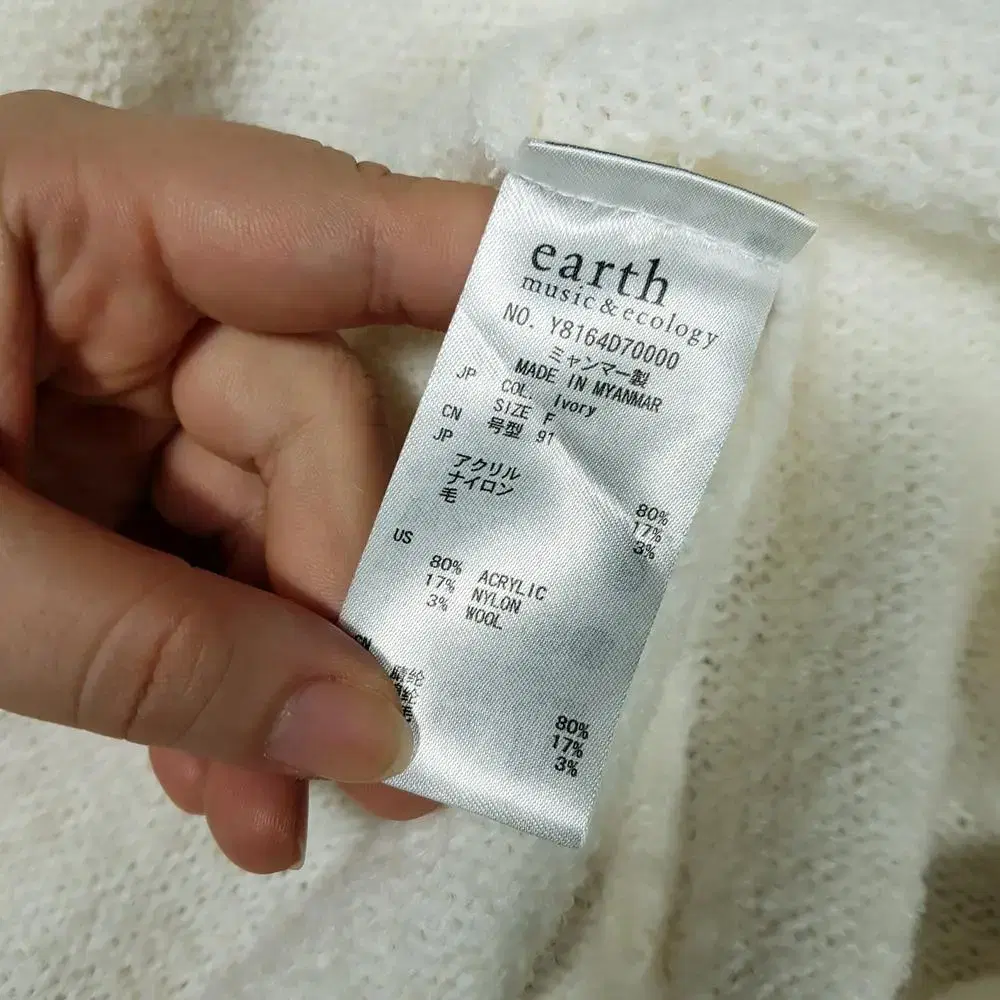 earth
music&ecology
NO. Y8164D70000
ミャンマー製
MADE IN MYANMAR
JP COL. Ivory
SIZE F
CN 号型 91
JP
アクリル 80%
ナイロン 17%
毛 3%
US
80% ACRYLIC
17% NYLON
3% WOOL
CN
80%
17%
毛 3%